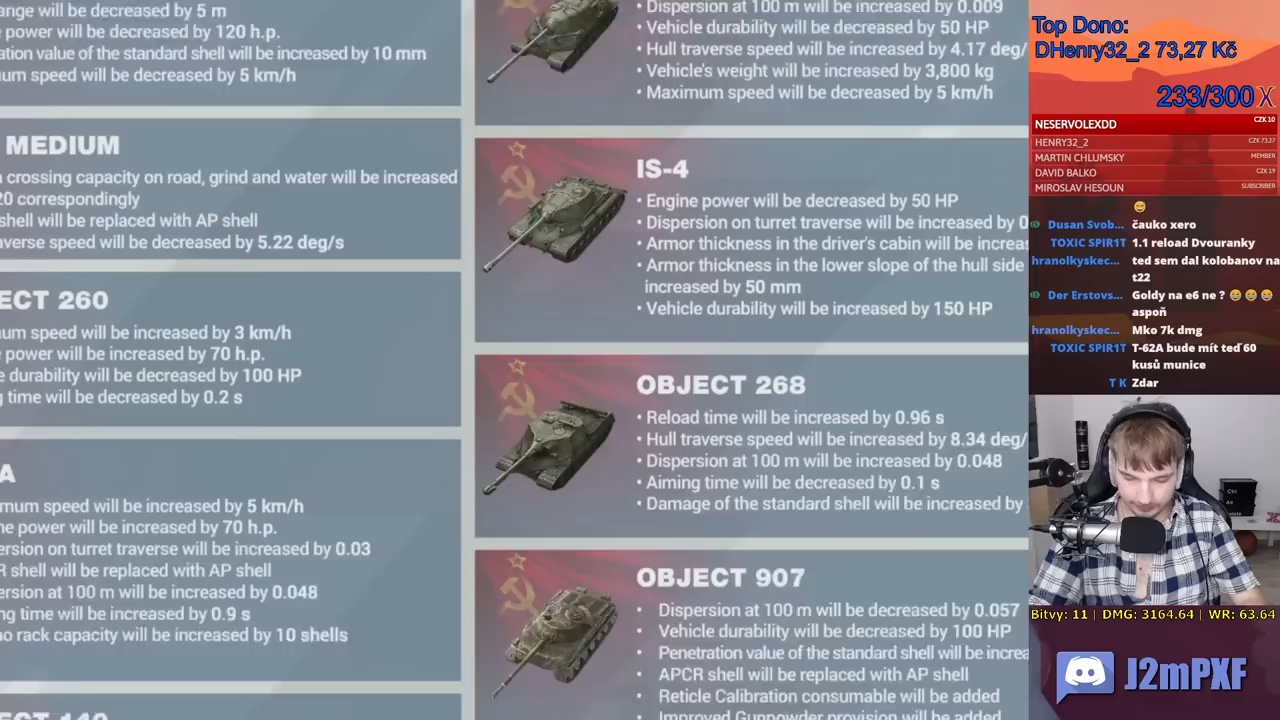 ange will be decreased by 5 m
power will be decreased by 120 h.p.
ation value of the standard shell will be increased by 10 mm
num speed will be decreased by 5 km/h
MEDIUM
crossing capacity on road, grind and water will be increased
20 correspondingly
shell will be replaced with AP shell
averse speed will be decreased by 5.22 deg/s
ECT 260
num speed will be increased by 3 km/h
power will be increased by 70 h.p.
e durability will be decreased by 100 HP
g time will be decreased by 0.2 s
A
mum speed will be increased by 5 km/h
ne power will be increased by 70 h.p.
ersion on turret traverse will be increased by 0.03
R shell will be replaced with AP shell
ersion at 100 m will be increased by 0.048
ng time will be increased by 0.9 s
o rack capacity will be increased by 10 shells
ECT 140
• Dispersion at 100 m will be increased by 0.009
• Vehicle durability will be decreased by 50 HP
• Hull traverse speed will be increased by 4.17 deg/
• Vehicle's weight will be increased by 3,800 kg
• Maximum speed will be decreased by 5 km/h
IS-4
• Engine power will be decreased by 50 HP
• Dispersion on turret traverse will be increased by 0
• Armor thickness in the driver's cabin will be increas
• Armor thickness in the lower slope of the hull side
increased by 50 mm
• Vehicle durability will be increased by 150 HP
OBJECT 268
• Reload time will be increased by 0.96 s
• Hull traverse speed will be increased by 8.34 deg/
• Dispersion at 100 m will be increased by 0.048
• Aiming time will be decreased by 0.1 s
• Damage of the standard shell will be increased by
OBJECT 907
• Dispersion at 100 m will be decreased by 0.057
• Vehicle durability will be decreased by 100 HP
• Penetration value of the standard shell will be increa
• APCR shell will be replaced with AP shell
• Reticle Calibration consumable will be added
• Improved Gunpowder provision will be added
Top Dono:
DHenry32_2 73,27 Kč
233/300 X
NESERVOLEXDD CZK 10
HENRY32_2 CZK 73.27
MARTIN CHLUMSKY MEMBER
DAVID BALKO CZK 19
MIROSLAV HESOUN SUBSCRIBER
Dusan Svob... čauko xero
TOXIC SPIR1T 1.1 reload Dvouranky
hranolkyskec... ted sem dal kolobanov na
t22
Der Erstovs... Goldy na e6 ne ? 😂😂😂
aspoň
hranolkyskec... Mko 7k dmg
TOXIC SPIR1T T-62A bude mít teď 60
kusů munice
T K Zdar
Bitvy: 11 | DMG: 3164.64 | WR: 63.64
J2mPXF